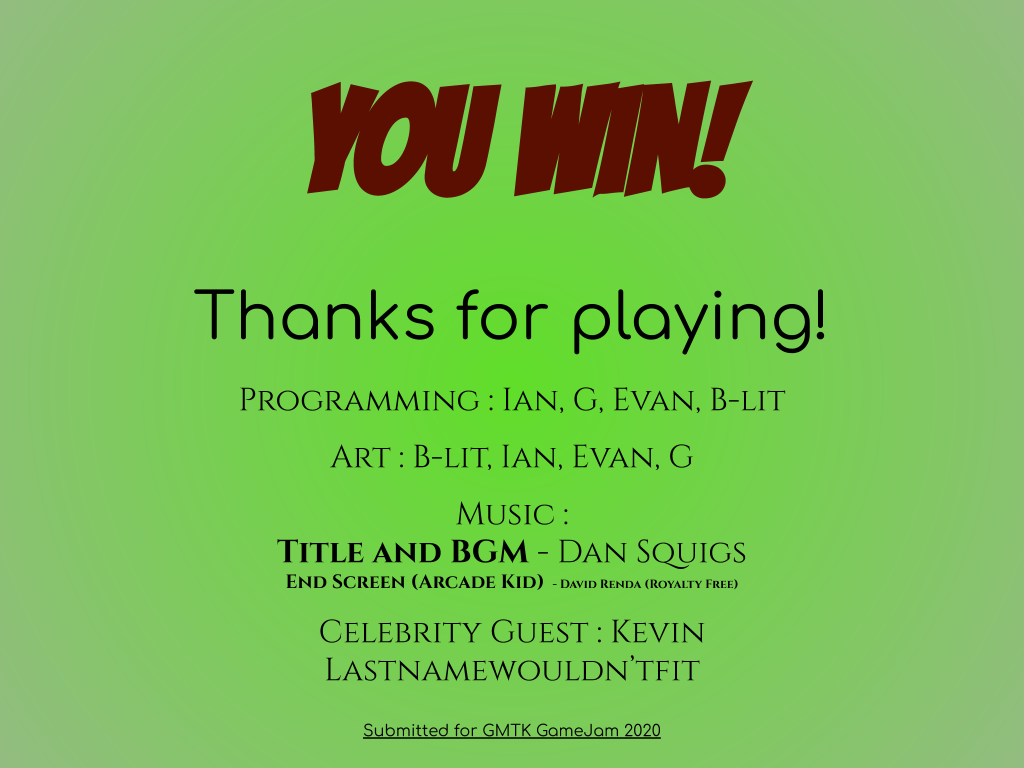 YOU WIN!
Thanks for playing!
Programming : Ian, G, Evan, B-lit
Art : B-lit, Ian, Evan, G
Music :
Title and BGM - Dan Squigs
End Screen (Arcade Kid) - David Renda (Royalty Free)
Celebrity Guest : Kevin
Lastnamewouldn’tfit
Submitted for GMTK GameJam 2020